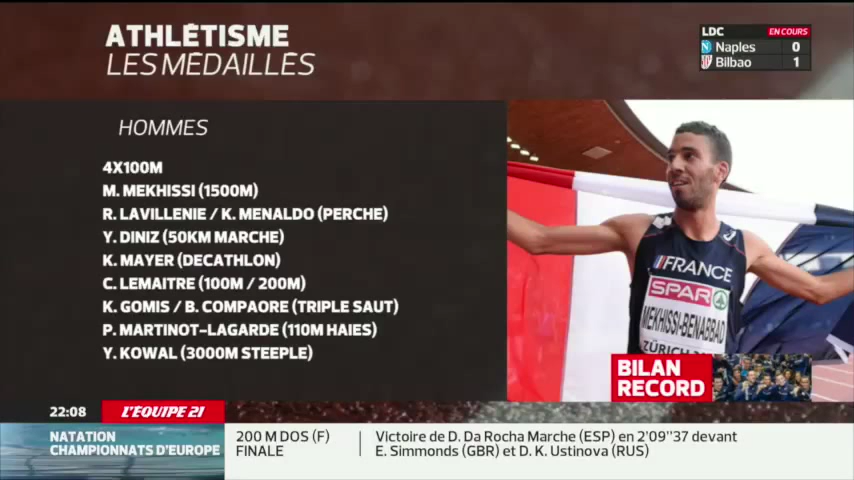 ATHLÉTISME
LES MÉDAILLÉS
LDC EN COURS
Naples 0
Bilbao 1
HOMMES
4X100M
M. MEKHISSI (1500M)
R. LAVILLENIE / K. MENALDO (PERCHE)
Y. DINIZ (50KM MARCHE)
K. MAYER (DECATHLON)
C. LEMAITRE (100M / 200M)
K. GOMIS / B. COMPAORE (TRIPLE SAUT)
P. MARTINOT-LAGARDE (110M HAIES)
Y. KOWAL (3000M STEEPLE)
FRANCE
SPAR
MEKHISSI-BENABBAD
ZÜRICH
BILAN
RECORD
22:08 L'ÉQUIPE 21
NATATION
CHAMPIONNATS D'EUROPE
200 M DOS (F)
FINALE
Victoire de D. Da Rocha Marche (ESP) en 2'09''37 devant
E. Simmonds (GBR) et D. K. Ustinova (RUS)